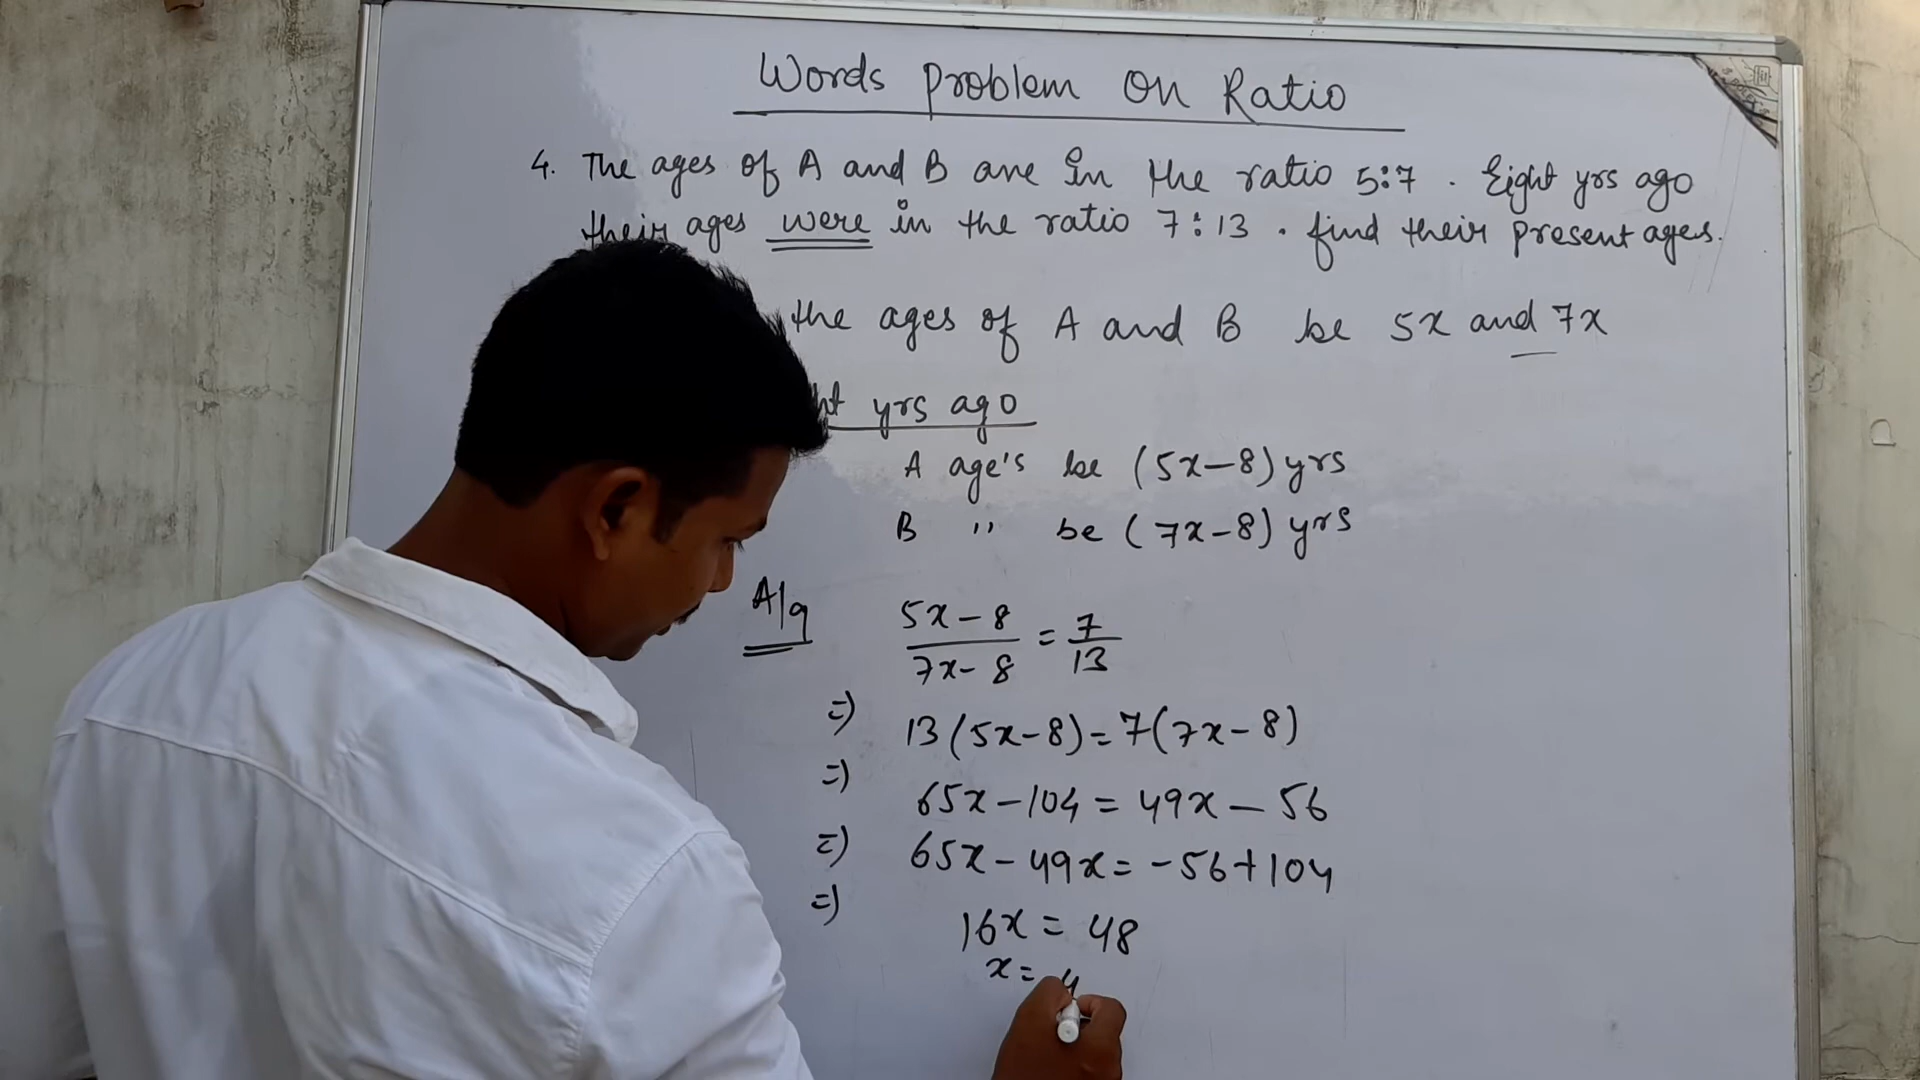 Words Problem On Ratio
4. The ages of A and B are in the ratio 5:7. Eight yrs ago
their ages were in the ratio 7:13. find their present ages.
the ages of A and B be 5x and 7x
yrs ago
A age's be (5x-8) yrs
B " be (7x-8) yrs
A/q 5x-8/7x-8 = 7/13
=) 13(5x-8)=7(7x-8)
=) 65x-104=49x-56
=) 65x-49x=-56+104
=) 16x=48
x=